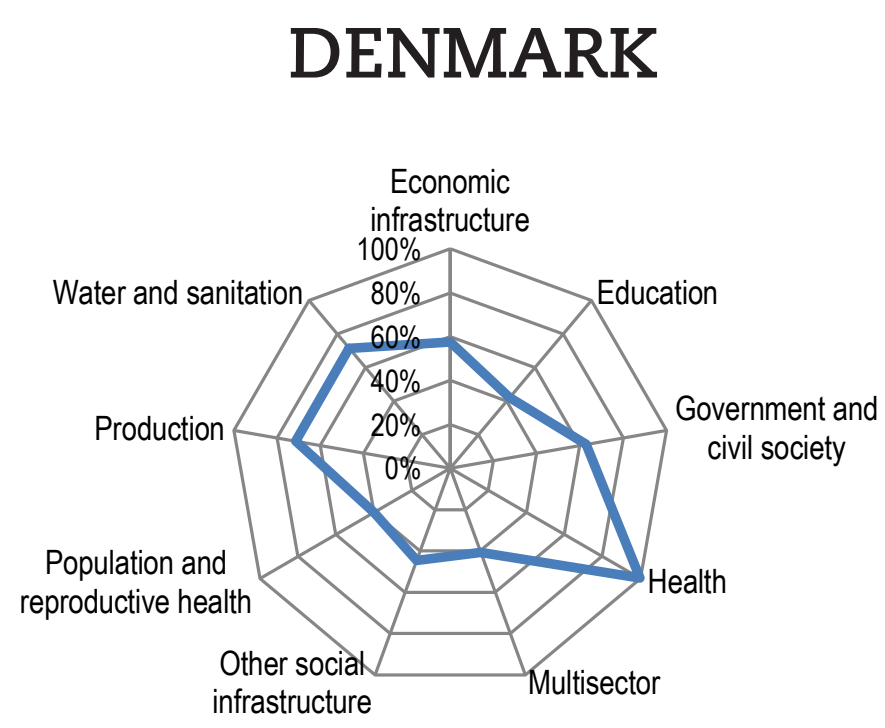 DENMARK
Economic
infrastructure
100%
Water and sanitation
80%
Education
60%
40%
Government and
civil society
Production
20%
0%
Population and
reproductive health
Health
Other social
infrastructure
Multisector